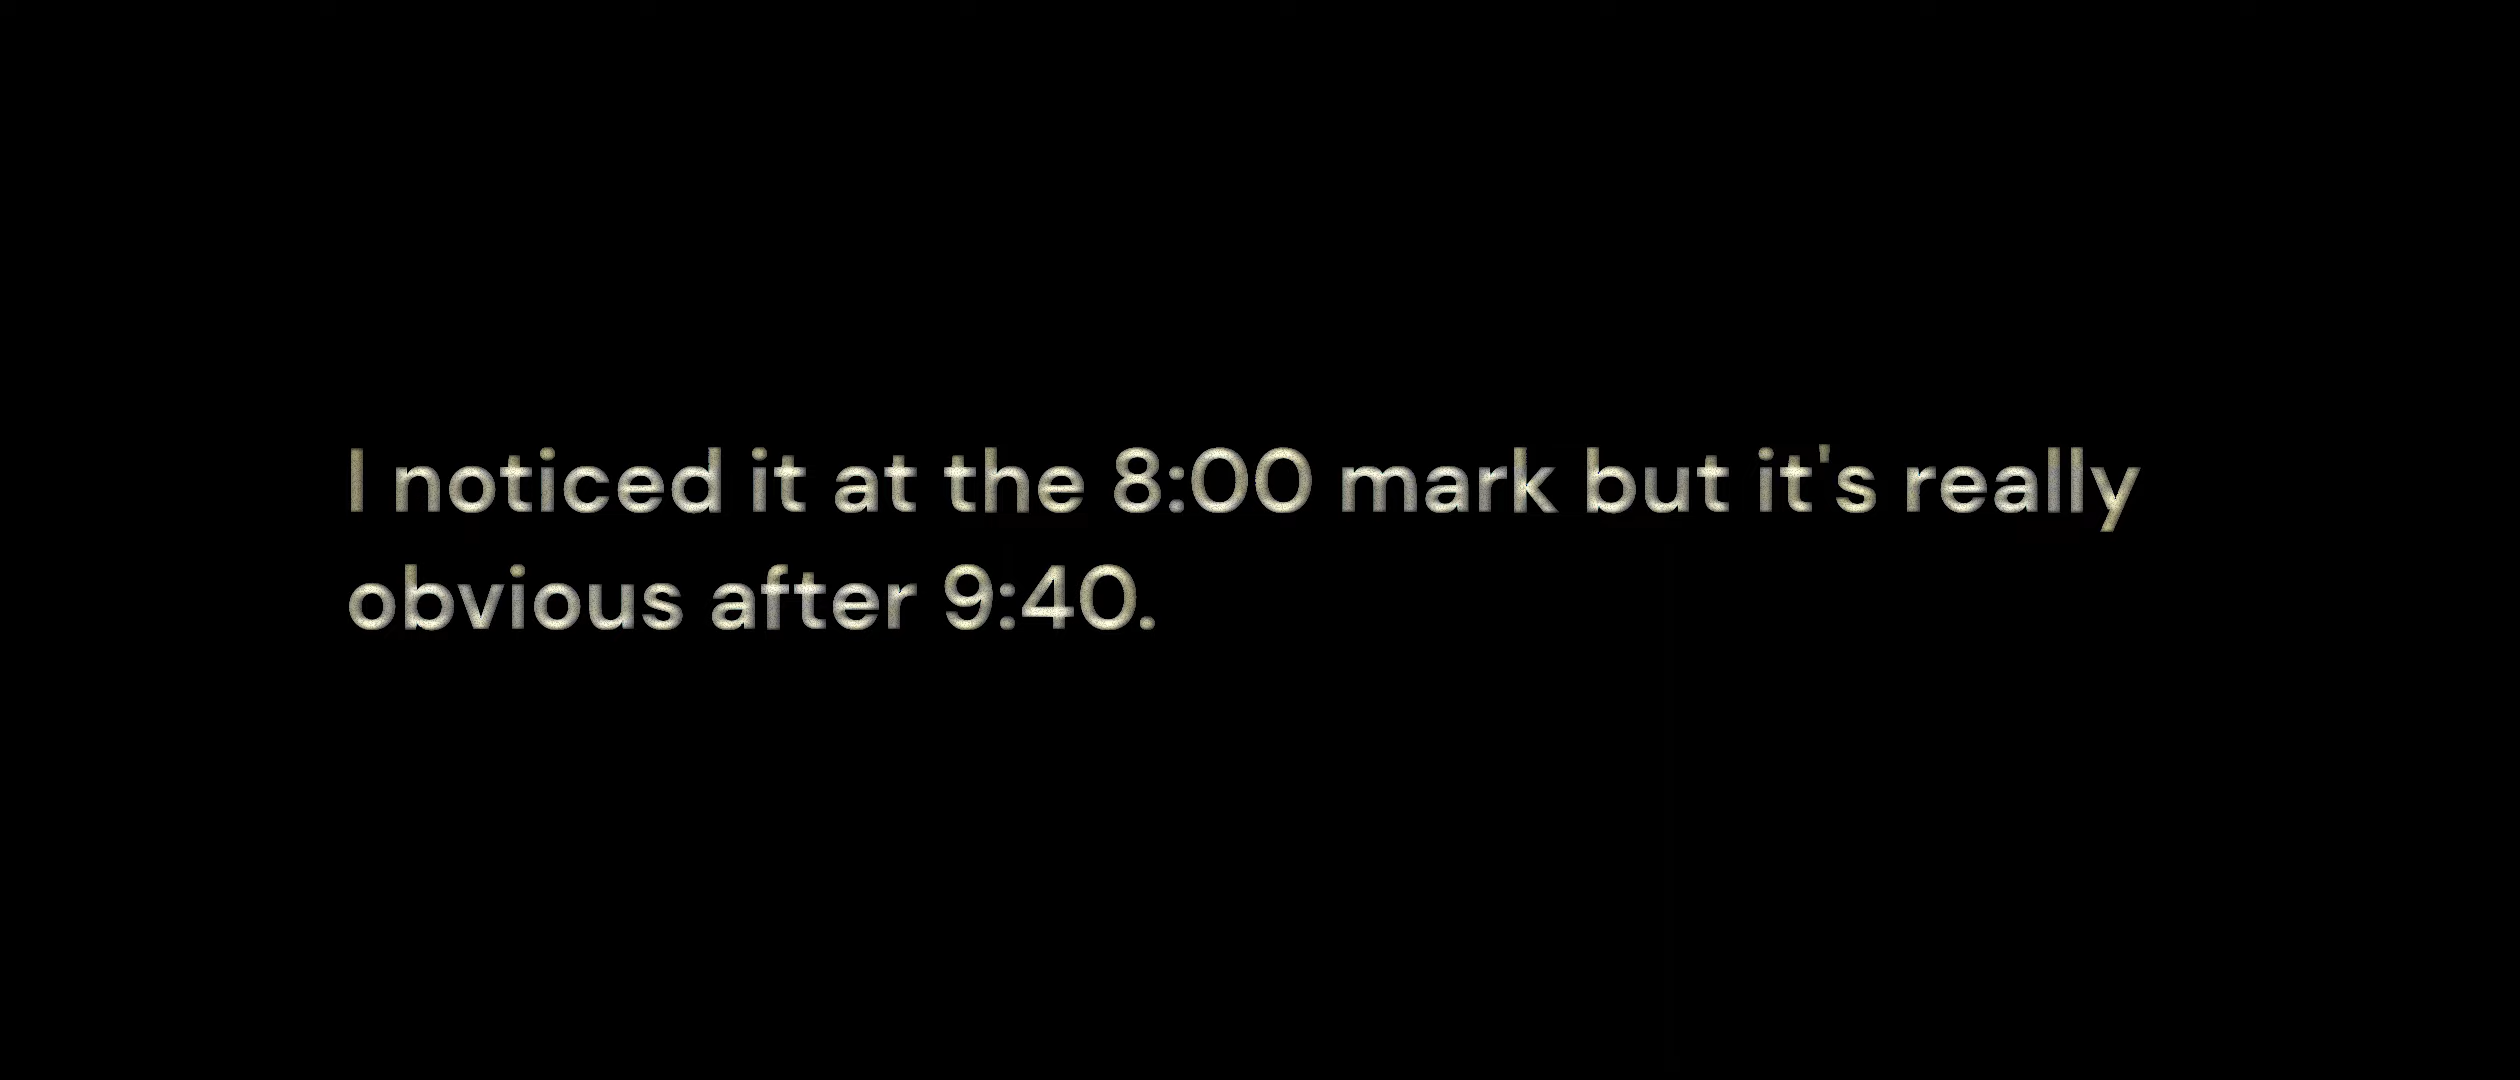 I noticed it at the 8:00 mark but it's really
obvious after 9:40.